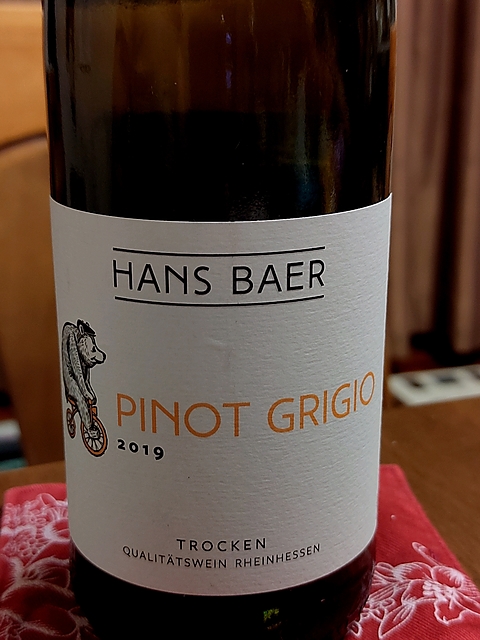 HANS BAER
PINOT GRIGIO
2019
TROCKEN
QUALITÄTSWEIN RHEINHESSEN